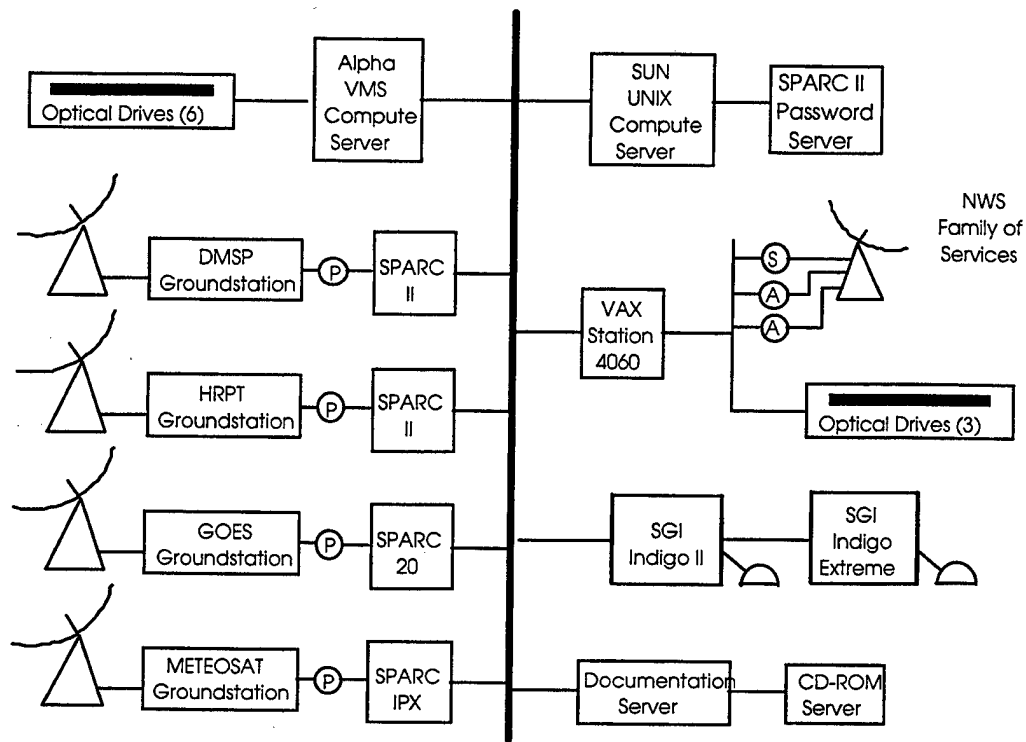 Alpha
VMS
Compute
Server
Optical Drives (6)
SUN
UNIX
Compute
Server
SPARC II
Password
Server
DMSP
Groundstation
P
SPARC
II
NWS
Family of
Services
S
A
A
VAX
Station
4060
HRPT
Groundstation
P
SPARC
II
Optical Drives (3)
GOES
Groundstation
P
SPARC
20
SGI
Indigo II
SGI
Indigo
Extreme
METEOSAT
Groundstation
P
SPARC
IPX
Documentation
Server
CD-ROM
Server